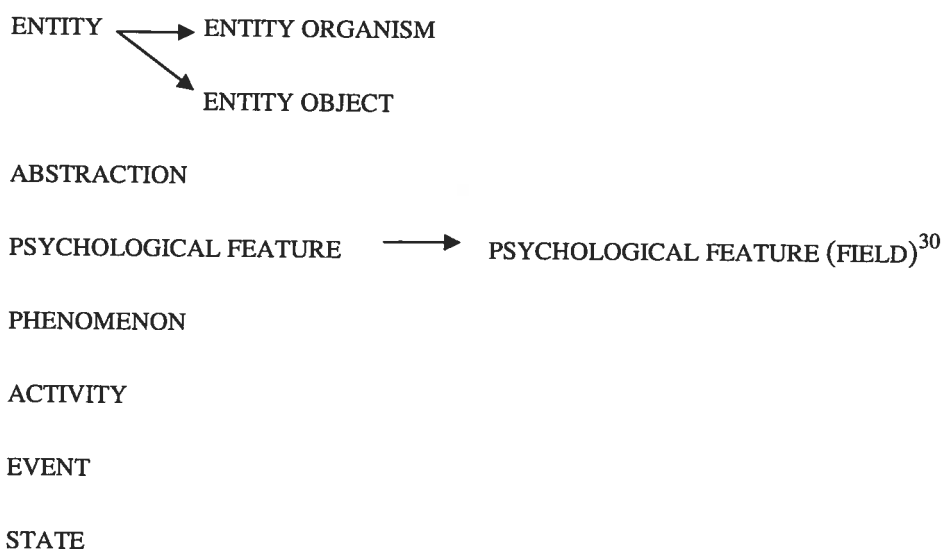 ENTITY ENTITY ORGANISM
ENTITY OBJECT
ABSTRACTION
PSYCHOLOGICAL FEATURE PSYCHOLOGICAL FEATURE (FIELD)30
PHENOMENON
ACTIVITY
EVENT
STATE